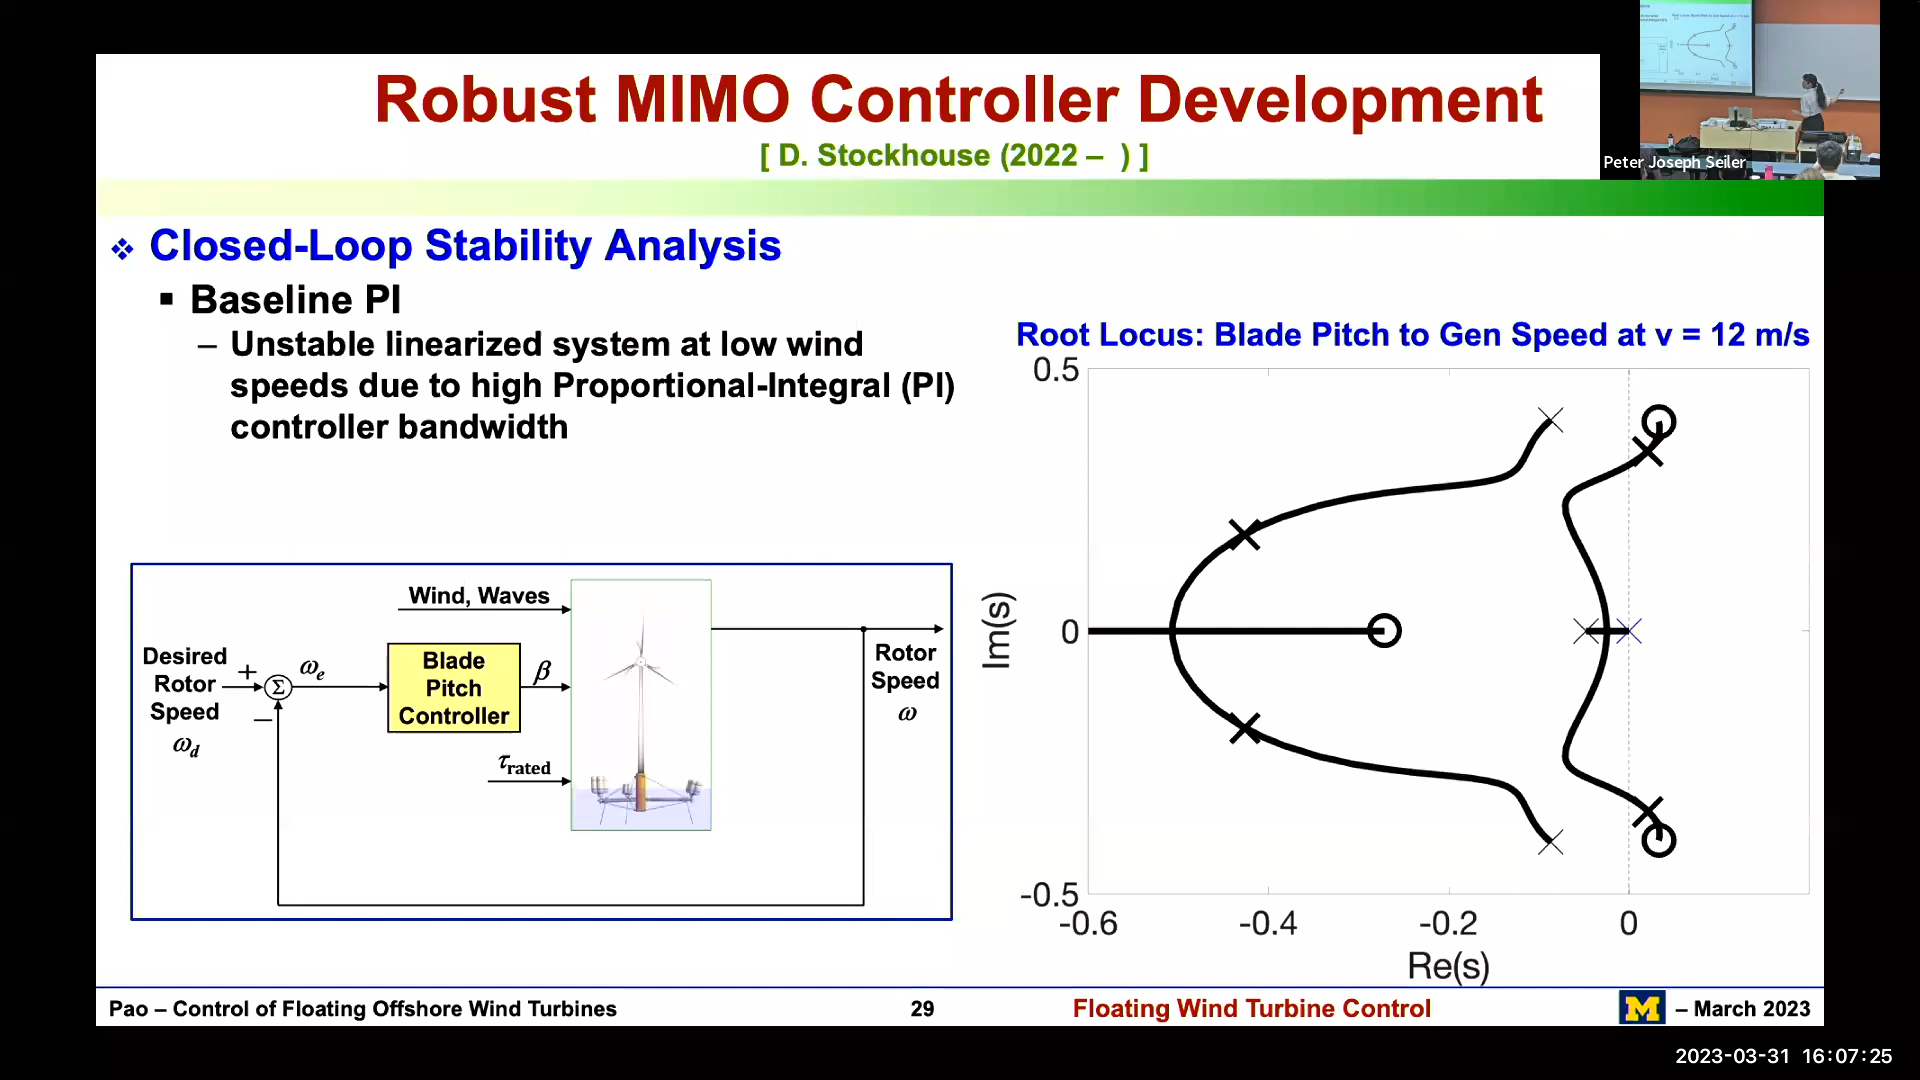 Robust MIMO Controller Development
[ D. Stockhouse (2022 – ) ]
Peter Joseph Seiler
❖ Closed-Loop Stability Analysis
▪ Baseline PI
– Unstable linearized system at low wind
speeds due to high Proportional-Integral (PI)
controller bandwidth
Wind, Waves
Desired
Rotor
Speed
ω_d
+
–
Σ
ω_e
Blade
Pitch
Controller
β
τ_rated
Rotor
Speed
ω
Root Locus: Blade Pitch to Gen Speed at v = 12 m/s
0.5
0
-0.5
Im(s)
-0.6 -0.4 -0.2 0
Re(s)
Pao – Control of Floating Offshore Wind Turbines 29 Floating Wind Turbine Control M – March 2023
2023-03-31 16:07:25